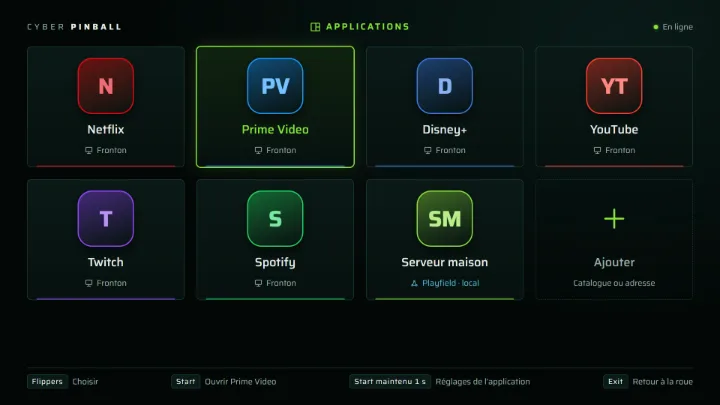 CYBER PINBALL
APPLICATIONS
En ligne
N
PV
D
YT
Netflix
Prime Video
Disney+
YouTube
Fronton
Fronton
Fronton
Fronton
T
S
SM
Twitch
Spotify
Serveur maison
Ajouter
Fronton
Fronton
Playfield · local
Catalogue ou adresse
Flippers Choisir
Start Ouvrir Prime Video
Start maintenu 1 s Réglages de l'application
Exit Retour à la roue